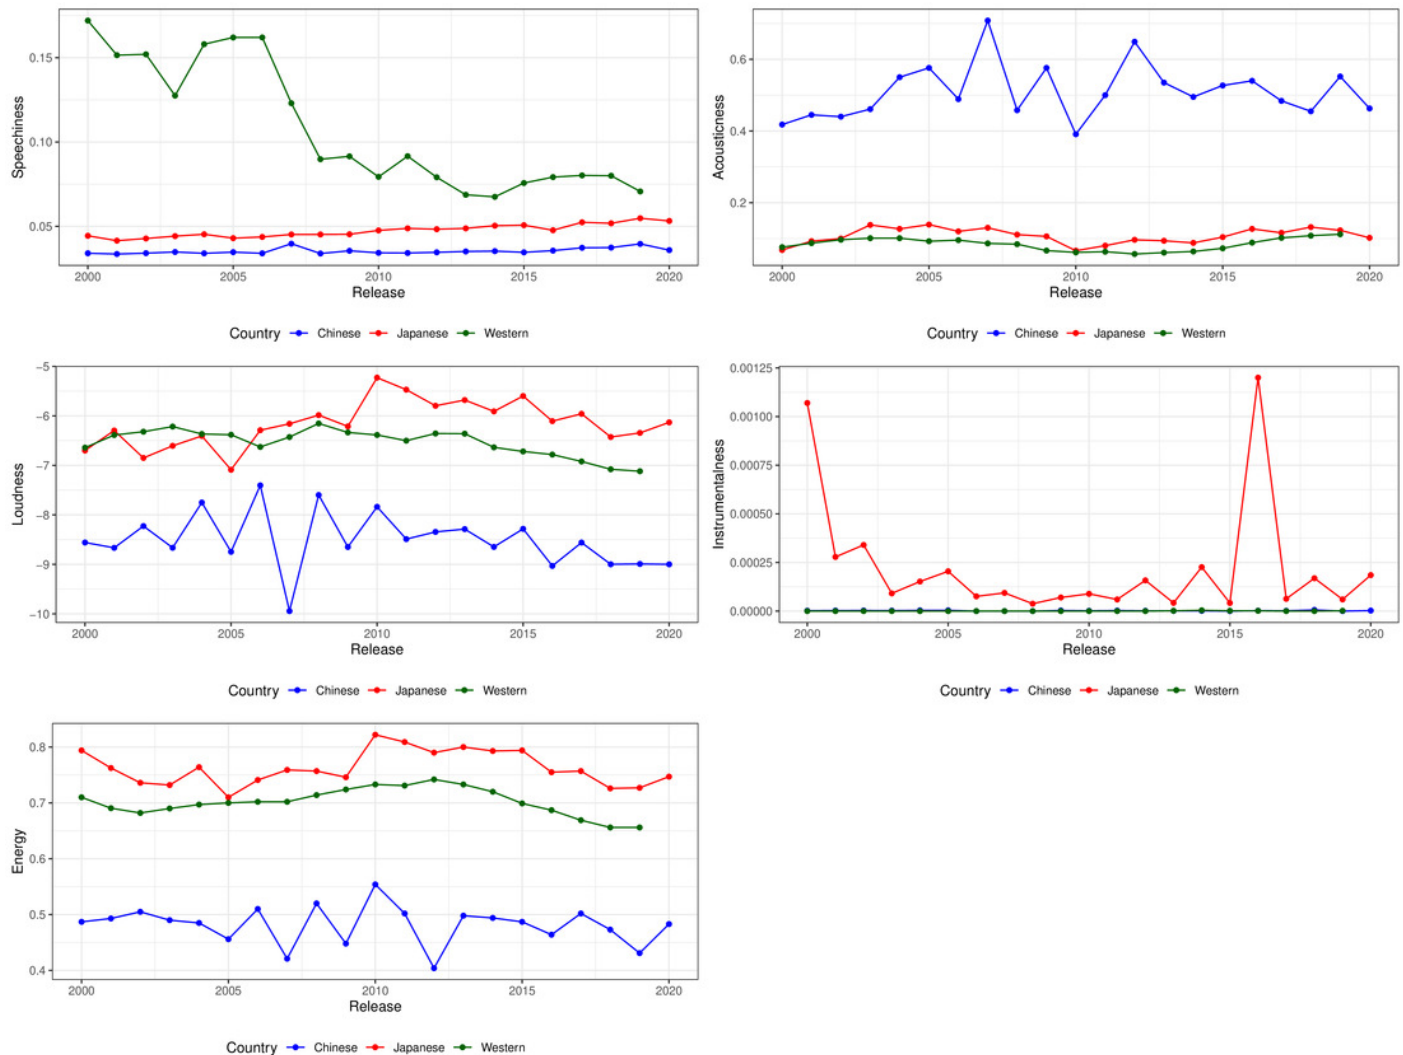 Speechiness
0.15
0.10
0.05
2000 2005 2010 2015 2020
Release
Country Chinese Japanese Western
Acousticness
0.6
0.4
0.2
2000 2005 2010 2015 2020
Release
Country Chinese Japanese Western
Loudness
−5
−6
−7
−8
−9
−10
2000 2005 2010 2015 2020
Release
Country Chinese Japanese Western
Instrumentalness
0.00125
0.00100
0.00075
0.00050
0.00025
0.00000
2000 2005 2010 2015 2020
Release
Country Chinese Japanese Western
Energy
0.8
0.7
0.6
0.5
0.4
2000 2005 2010 2015 2020
Release
Country Chinese Japanese Western